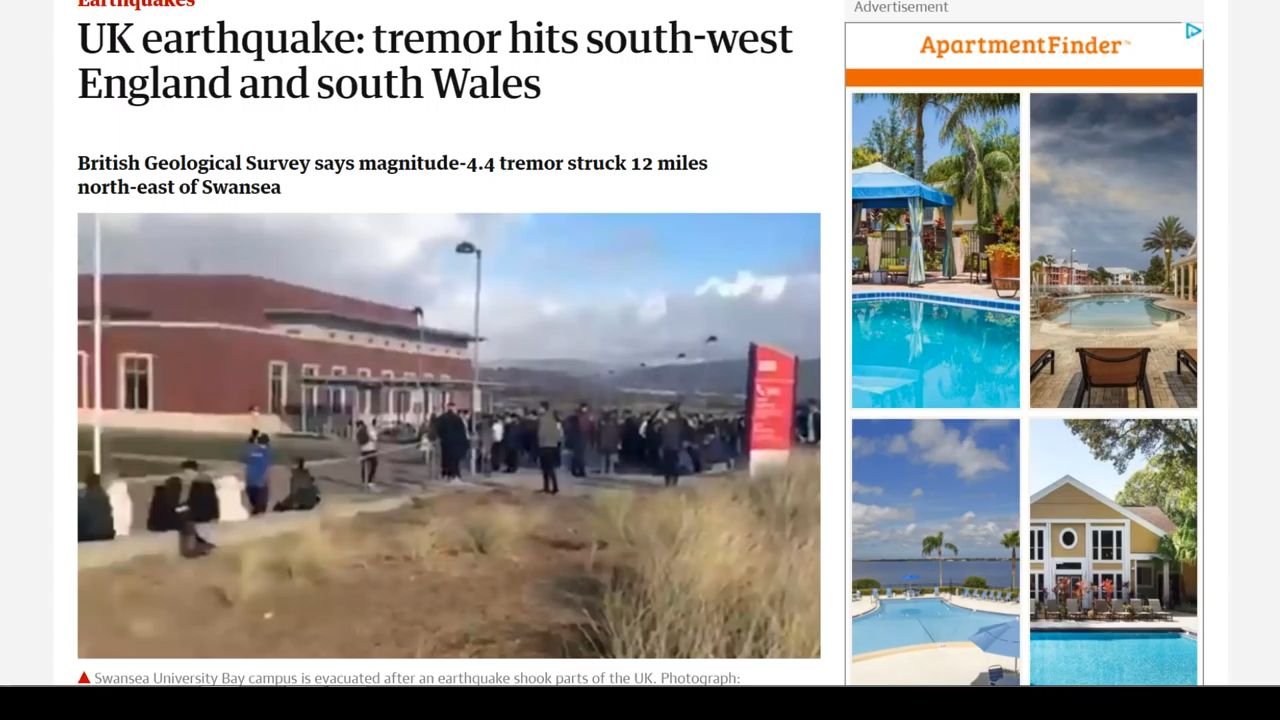 Earthquakes
UK earthquake: tremor hits south-west
England and south Wales
British Geological Survey says magnitude-4.4 tremor struck 12 miles
north-east of Swansea
▲ Swansea University Bay campus is evacuated after an earthquake shook parts of the UK. Photograph:
Advertisement
ApartmentFinder™